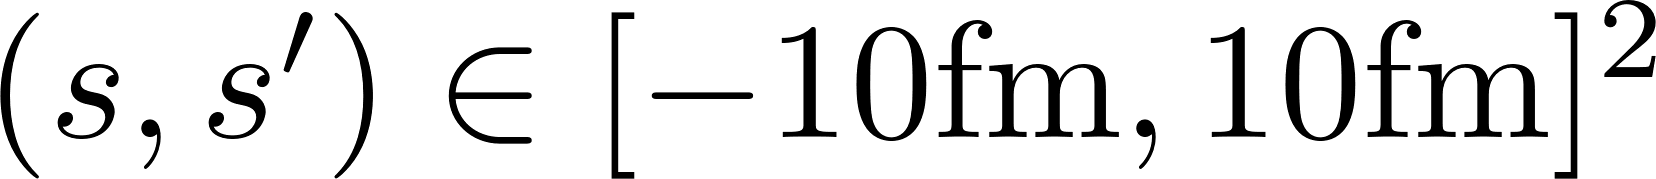 (s, s′) ∈ [−10fm, 10fm]²